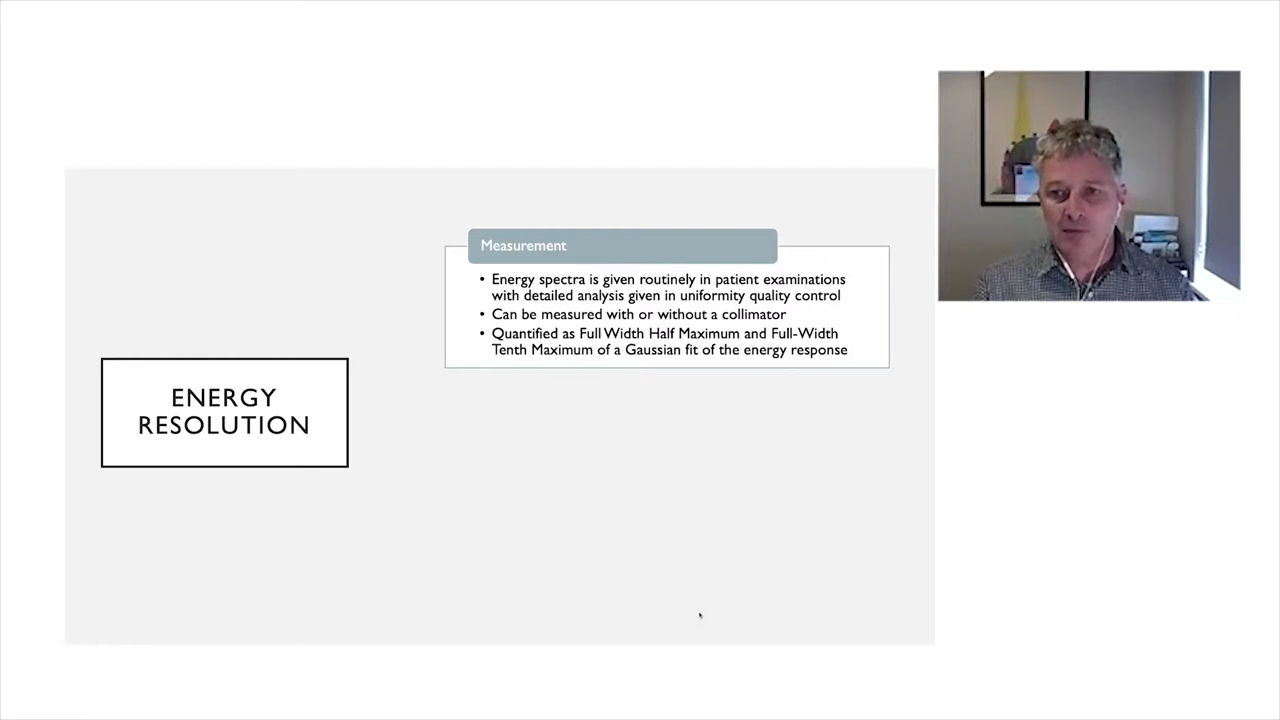 Measurement
• Energy spectra is given routinely in patient examinations
with detailed analysis given in uniformity quality control
• Can be measured with or without a collimator
• Quantified as Full Width Half Maximum and Full-Width
Tenth Maximum of a Gaussian fit of the energy response
ENERGY
RESOLUTION